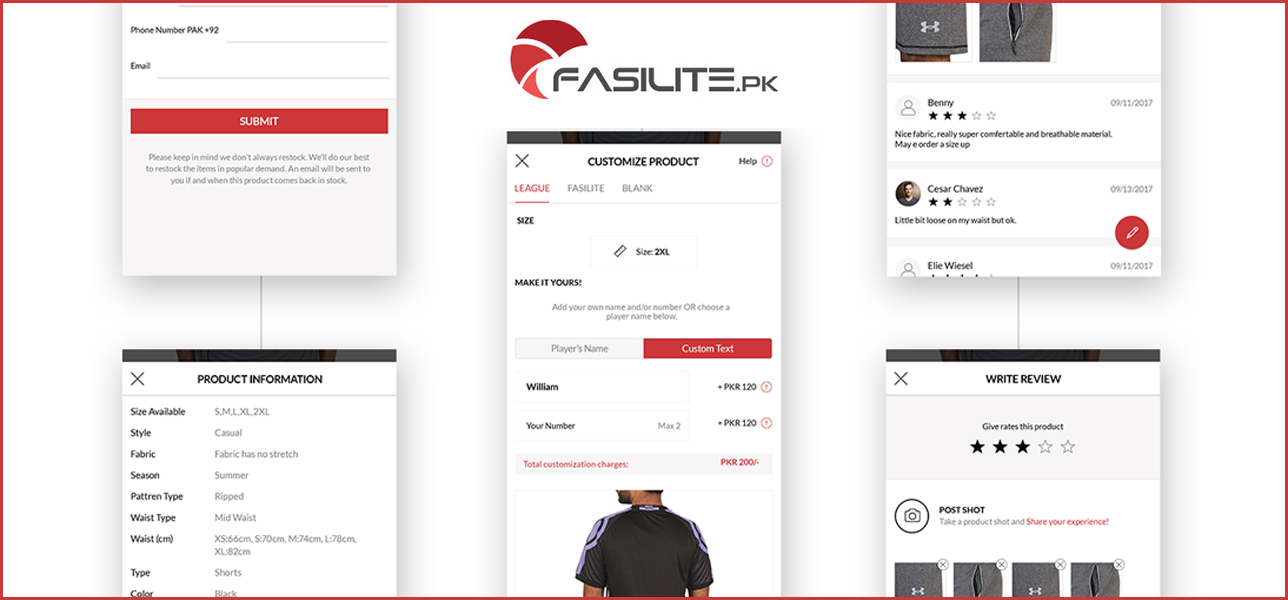 Phone Number PAK +92
Email
SUBMIT
Please keep in mind we don't always restock. We'll do our best
to restock the items in popular demand. An email will be sent to
you if and when this product comes back in stock.
PRODUCT INFORMATION
Size Available S,M,L,XL,2XL
Style Casual
Fabric Fabric has no stretch
Season Summer
Pattren Type Ripped
Waist Type Mid Waist
Waist (cm) XS:66cm, S:70cm, M:74cm, L:78cm,
XL:82cm
Type Shorts
Color Black
FASILITE.PK
CUSTOMIZE PRODUCT Help
LEAGUE FASILITE BLANK
SIZE
Size: 2XL
MAKE IT YOURS!
Add your own name and/or number OR choose a
player name below.
Player's Name Custom Text
William + PKR 120
Your Number Max 2 + PKR 120
Total customization charges: PKR 200/-
Benny 09/11/2017
Nice fabric, really super comfortable and breathable material.
May e order a size up
Cesar Chavez 09/13/2017
Little bit loose on my waist but ok.
Elie Wiesel 09/11/2017
WRITE REVIEW
Give rates this product
POST SHOT
Take a product shot and Share your experience!